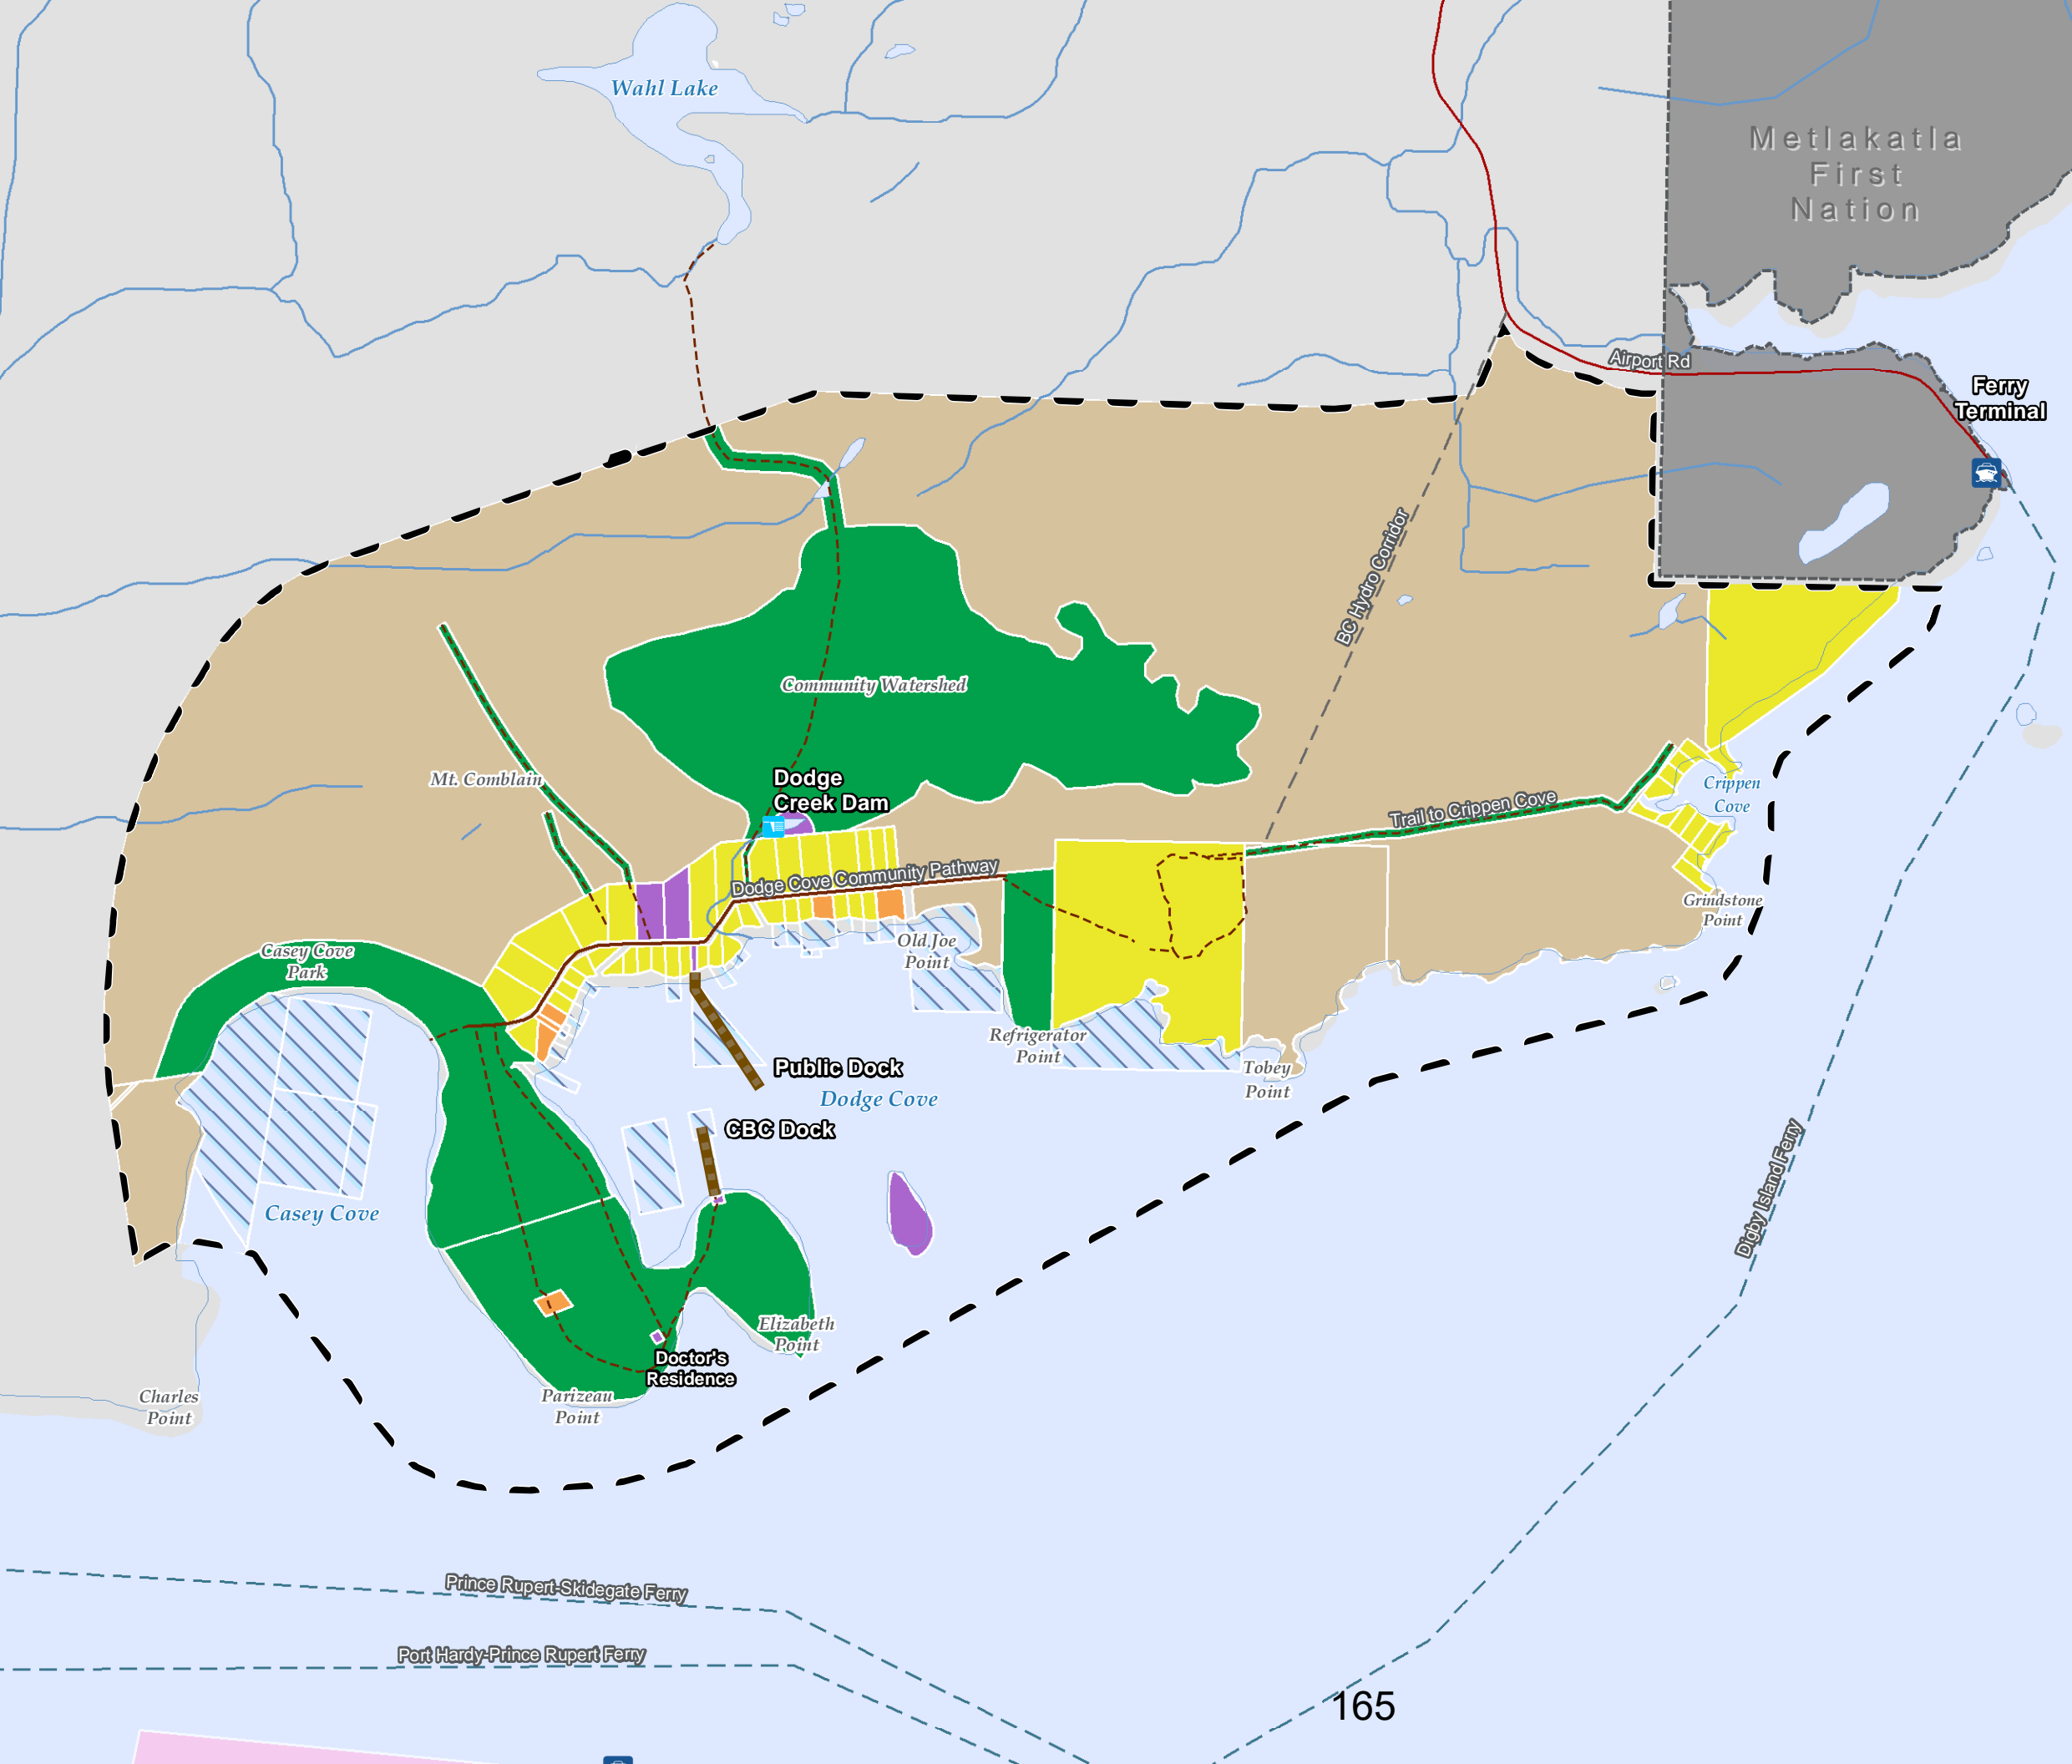 Wahl Lake
Metlakatla
First
Nation
Airport Rd
Ferry
Terminal
BC Hydro Corridor
Community Watershed
Mt. Comblain
Dodge
Creek Dam
Crippen
Cove
Trail to Crippen Cove
Dodge Cove Community Pathway
Grindstone
Point
Casey Cove
Park
Old Joe
Point
Refrigerator
Point
Tobey
Point
Public Dock
Dodge Cove
CBC Dock
Casey Cove
Digby Island Ferry
Elizabeth
Point
Doctor's
Residence
Charles
Point
Parizeau
Point
Prince Rupert-Skidegate Ferry
Port Hardy-Prince Rupert Ferry
165